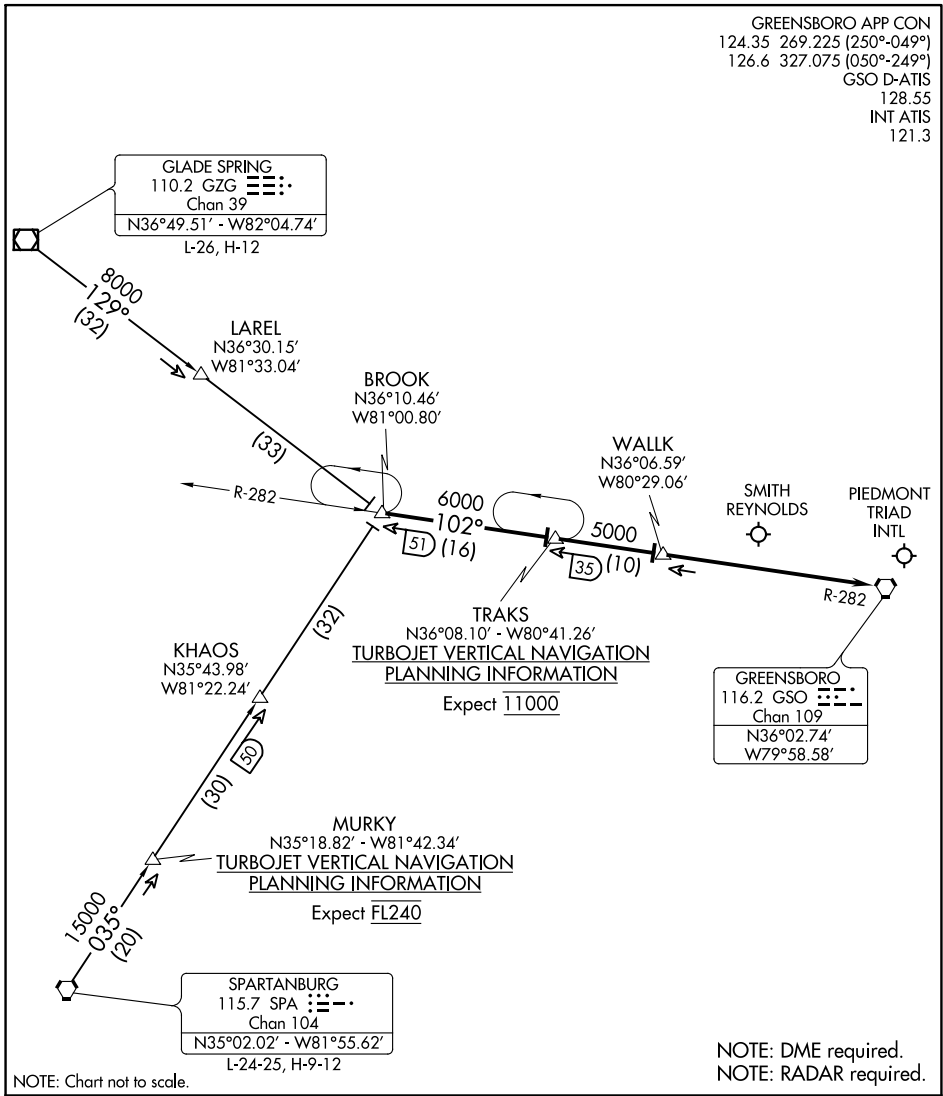 GREENSBORO APP CON
124.35 269.225 (250°-049°)
126.6 327.075 (050°-249°)
GSO D-ATIS
128.55
INT ATIS
121.3
GLADE SPRING
110.2 GZG
Chan 39
N36°49.51' - W82°04.74'
L-26, H-12
8000
129°
(32)
LAREL
N36°30.15'
W81°33.04'
(33)
BROOK
N36°10.46'
W81°00.80'
R-282
6000
102°
(16)
51
WALLK
N36°06.59'
W80°29.06'
5000
(10)
35
SMITH
REYNOLDS
PIEDMONT
TRIAD
INTL
R-282
TRAKS
N36°08.10' - W80°41.26'
TURBOJET VERTICAL NAVIGATION
PLANNING INFORMATION
Expect 11000
GREENSBORO
116.2 GSO
Chan 109
N36°02.74'
W79°58.58'
(32)
KHAOS
N35°43.98'
W81°22.24'
50
(30)
MURKY
N35°18.82' - W81°42.34'
TURBOJET VERTICAL NAVIGATION
PLANNING INFORMATION
Expect FL240
15000
035°
(20)
SPARTANBURG
115.7 SPA
Chan 104
N35°02.02' - W81°55.62'
L-24-25, H-9-12
NOTE: Chart not to scale.
NOTE: DME required.
NOTE: RADAR required.